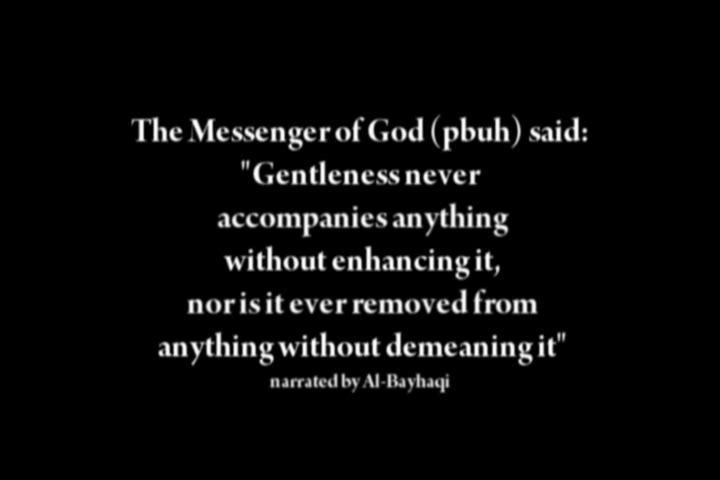 The Messenger of God (pbuh) said:
"Gentleness never
accompanies anything
without enhancing it,
nor is it ever removed from
anything without demeaning it"
narrated by Al-Bayhaqi